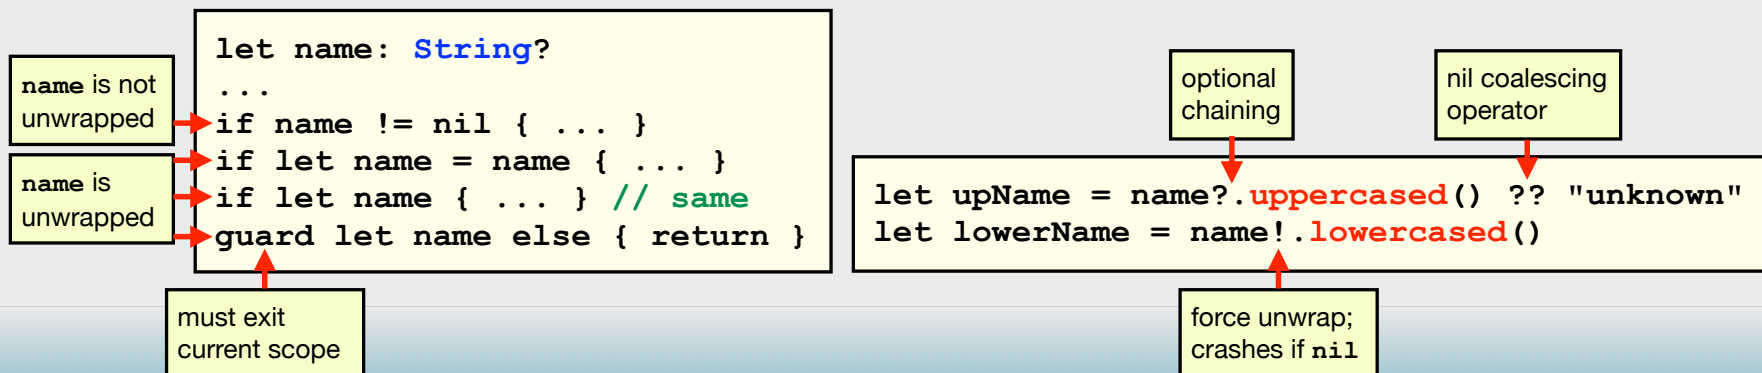 name is not
unwrapped
name is
unwrapped
let name: String?
...
if name != nil { ... }
if let name = name { ... }
if let name { ... } // same
guard let name else { return }
must exit
current scope
optional
chaining
nil coalescing
operator
let upName = name?.uppercased() ?? "unknown"
let lowerName = name!.lowercased()
force unwrap;
crashes if nil